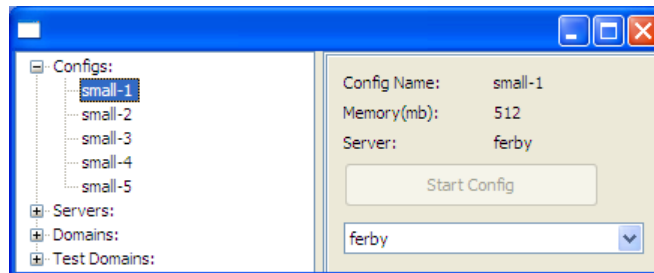 Configs:
small-1
small-2
small-3
small-4
small-5
Servers:
Domains:
Test Domains:
Config Name: small-1
Memory(mb): 512
Server: ferby
Start Config
ferby